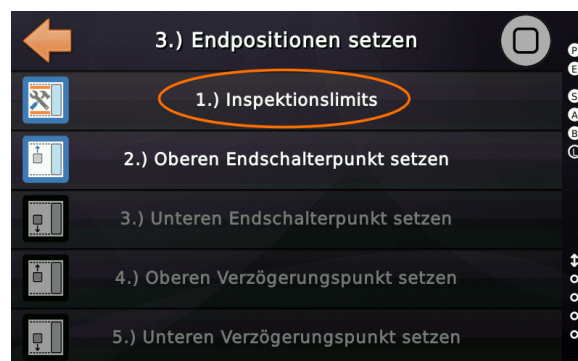 3.) Endpositionen setzen
1.) Inspektionslimits
2.) Oberen Endschalterpunkt setzen
3.) Unteren Endschalterpunkt setzen
4.) Oberen Verzögerungspunkt setzen
5.) Unteren Verzögerungspunkt setzen
P
E
S
A
B
L